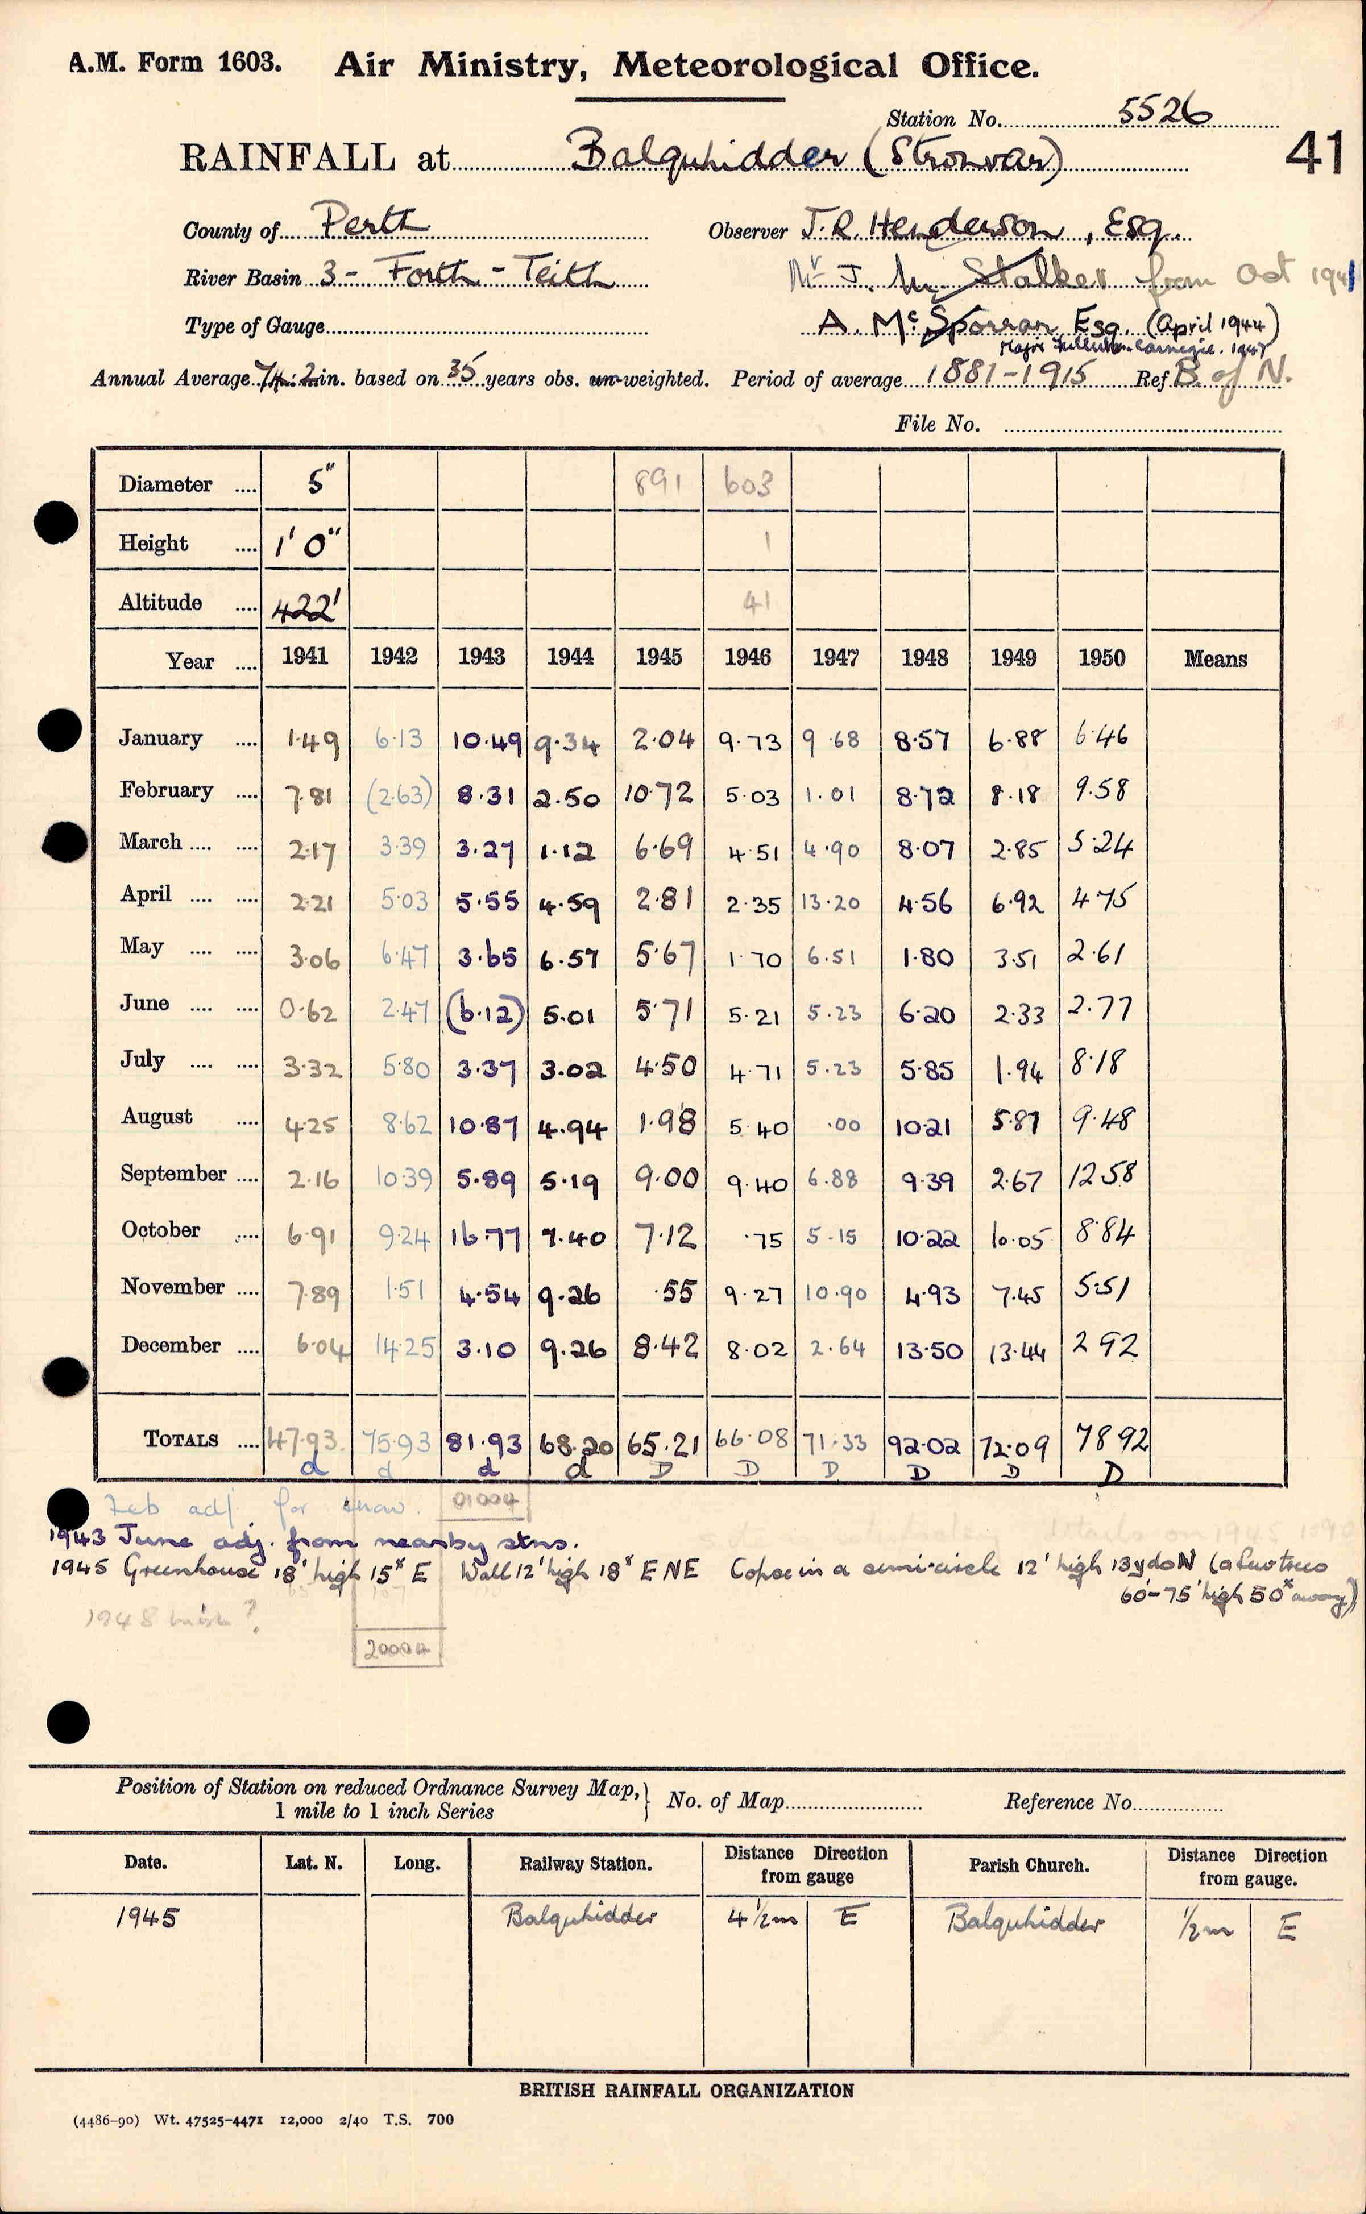 A.M. Form 1603. Air Ministry, Meteorological Office.
Station No. 5526
41
RAINFALL at Balquhidder (Stronvar)
County of Perth Observer J. R. Henderson, Esq.
River Basin 3 - Forth - Teith Mr J. Stalker from Oct 1941
Type of Gauge A. McSporran Esq. (April 1944)
Major Carnegie. 1947
Annual Average 74.2 in. based on 35 years obs. un-weighted. Period of average 1881-1915 Ref B. of N.
File No.
Diameter .... 5" 891 603
Height .... 1' 0" 1
Altitude .... 422' 41
Year .... 1941 1942 1943 1944 1945 1946 1947 1948 1949 1950 Means
January .... 1.49 6.13 10.49 9.34 2.04 9.73 9.68 8.57 6.88 6.46
February .... 7.81 (2.63) 8.31 2.50 10.72 5.03 1.01 8.72 8.18 9.58
March .... .... 2.17 3.39 3.27 1.12 6.69 4.51 4.90 8.07 2.85 5.24
April .... .... 2.21 5.03 5.55 4.59 2.81 2.35 13.20 4.56 6.92 4.75
May .... .... 3.06 6.47 3.65 6.57 5.67 1.70 6.51 1.80 3.51 2.61
June .... .... 0.62 2.47 (6.12) 5.01 5.71 5.21 5.23 6.20 2.33 2.77
July .... .... 3.32 5.80 3.37 3.02 4.50 4.71 5.23 5.85 1.94 8.18
August .... 4.25 8.62 10.87 4.94 1.98 5.40 .00 10.21 5.87 9.48
September .... 2.16 10.39 5.89 5.19 9.00 9.40 6.88 9.39 2.67 12.58
October .... 6.91 9.24 16.77 7.40 7.12 .75 5.15 10.22 10.05 8.84
November .... 7.89 1.51 4.54 9.26 .55 9.27 10.90 4.93 7.45 5.51
December .... 6.04 14.25 3.10 9.26 8.42 8.02 2.64 13.50 13.44 2.92
TOTALS .... 47.93 75.93 81.93 68.20 65.21 66.08 71.33 92.02 72.09 78.92
d d d d D D D D D D
Feb adj for snow.
1943 June adj. from nearby stns.
1945 Greenhouse 18' high 15x E Wall 12' high 18x ENE Copse in a semi-circle 12' high 13 yds N (a few trees
60'-75' high 50x away)
1948
Position of Station on reduced Ordnance Survey Map, } No. of Map Reference No.
1 mile to 1 inch Series
Date. Lat. N. Long. Railway Station. Distance Direction from gauge Parish Church. Distance Direction from gauge.
1945 Balquhidder 4½m E Balquhidder ½m E
BRITISH RAINFALL ORGANIZATION
(4486-90) Wt. 47525-4471 12,000 2/40 T.S. 700